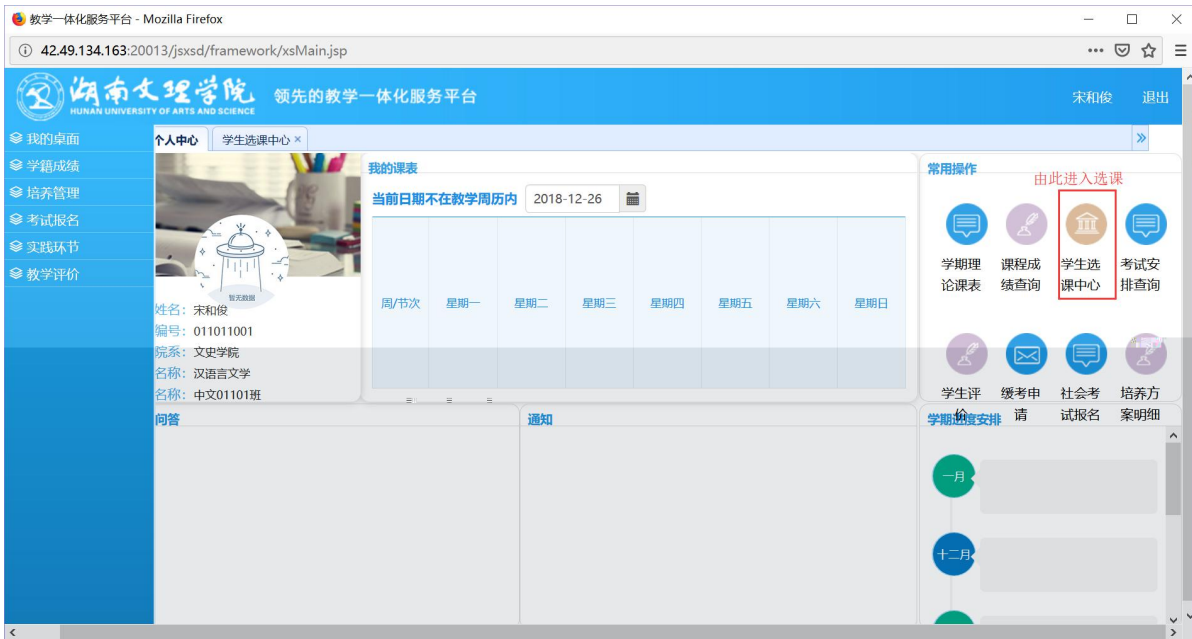 教学一体化服务平台 - Mozilla Firefox
42.49.134.163:20013/jsxsd/framework/xsMain.jsp
湖南文理学院
HUNAN UNIVERSITY OF ARTS AND SCIENCE
领先的教学一体化服务平台
宋和俊 退出
我的桌面
学籍成绩
培养管理
考试报名
实践环节
教学评价
个人中心 学生选课中心 ×
暂无数据
姓名：宋和俊
编号：011011001
院系：文史学院
名称：汉语言文学
名称：中文01101班
我的课表
当前日期不在教学周历内 2018-12-26
周/节次 星期一 星期二 星期三 星期四 星期五 星期六 星期日
常用操作
由此进入选课
学期理论课表
课程成绩查询
学生选课中心
考试安排查询
学生评价
缓考申请
社会考试报名
培养方案明细
问答
通知
学期进度安排
一月
十二月